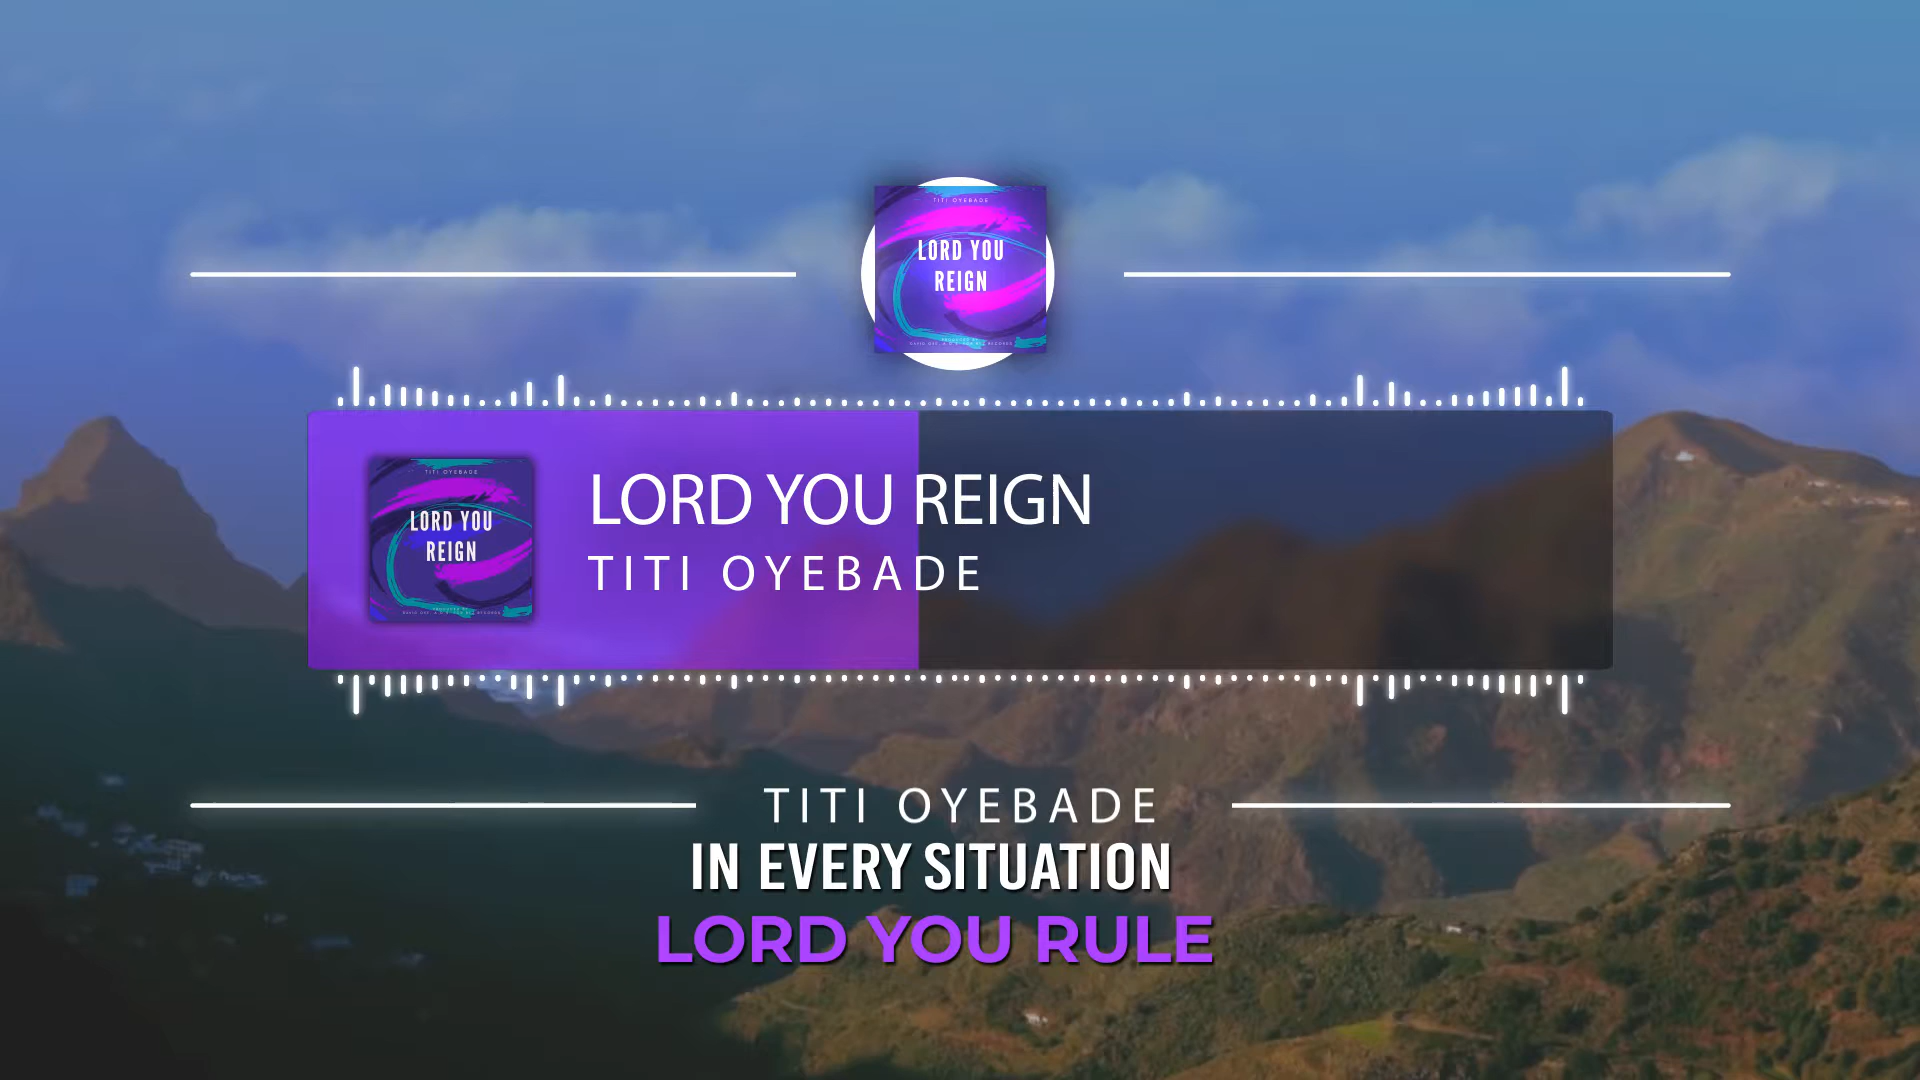 TITI OYEBADE
LORD YOU
REIGN
LORD YOU REIGN
TITI OYEBADE
TITI OYEBADE
LORD YOU
REIGN
TITI OYEBADE
IN EVERY SITUATION
LORD YOU RULE